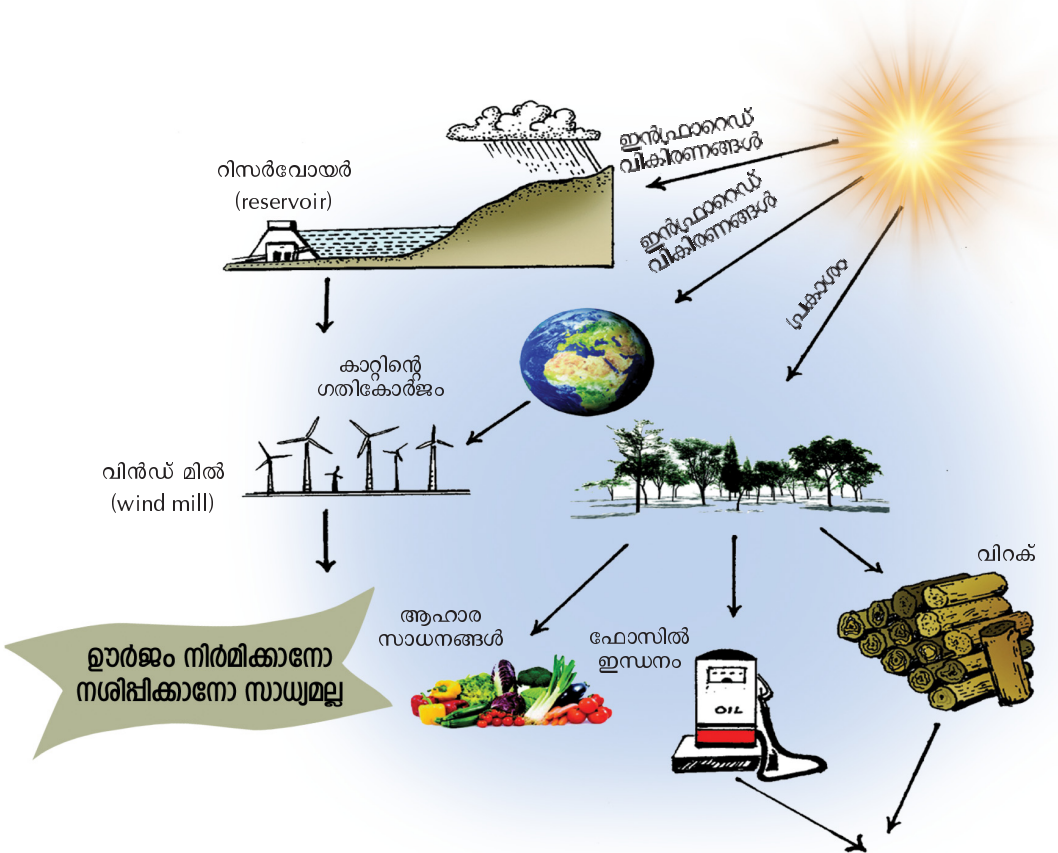 ഇൻഫ്രാറെഡ്
വികിരണങ്ങൾ
റിസർവോയർ
(reservoir)
ഇൻഫ്രാറെഡ്
വികിരണങ്ങൾ
പ്രകാശം
കാറ്റിന്റെ
ഗതികോർജം
വിൻഡ് മിൽ
(wind mill)
വിറക്
ആഹാര
സാധനങ്ങൾ
ഫോസിൽ
ഇന്ധനം
ഊർജം നിർമിക്കാനോ
നശിപ്പിക്കാനോ സാധ്യമല്ല
OIL